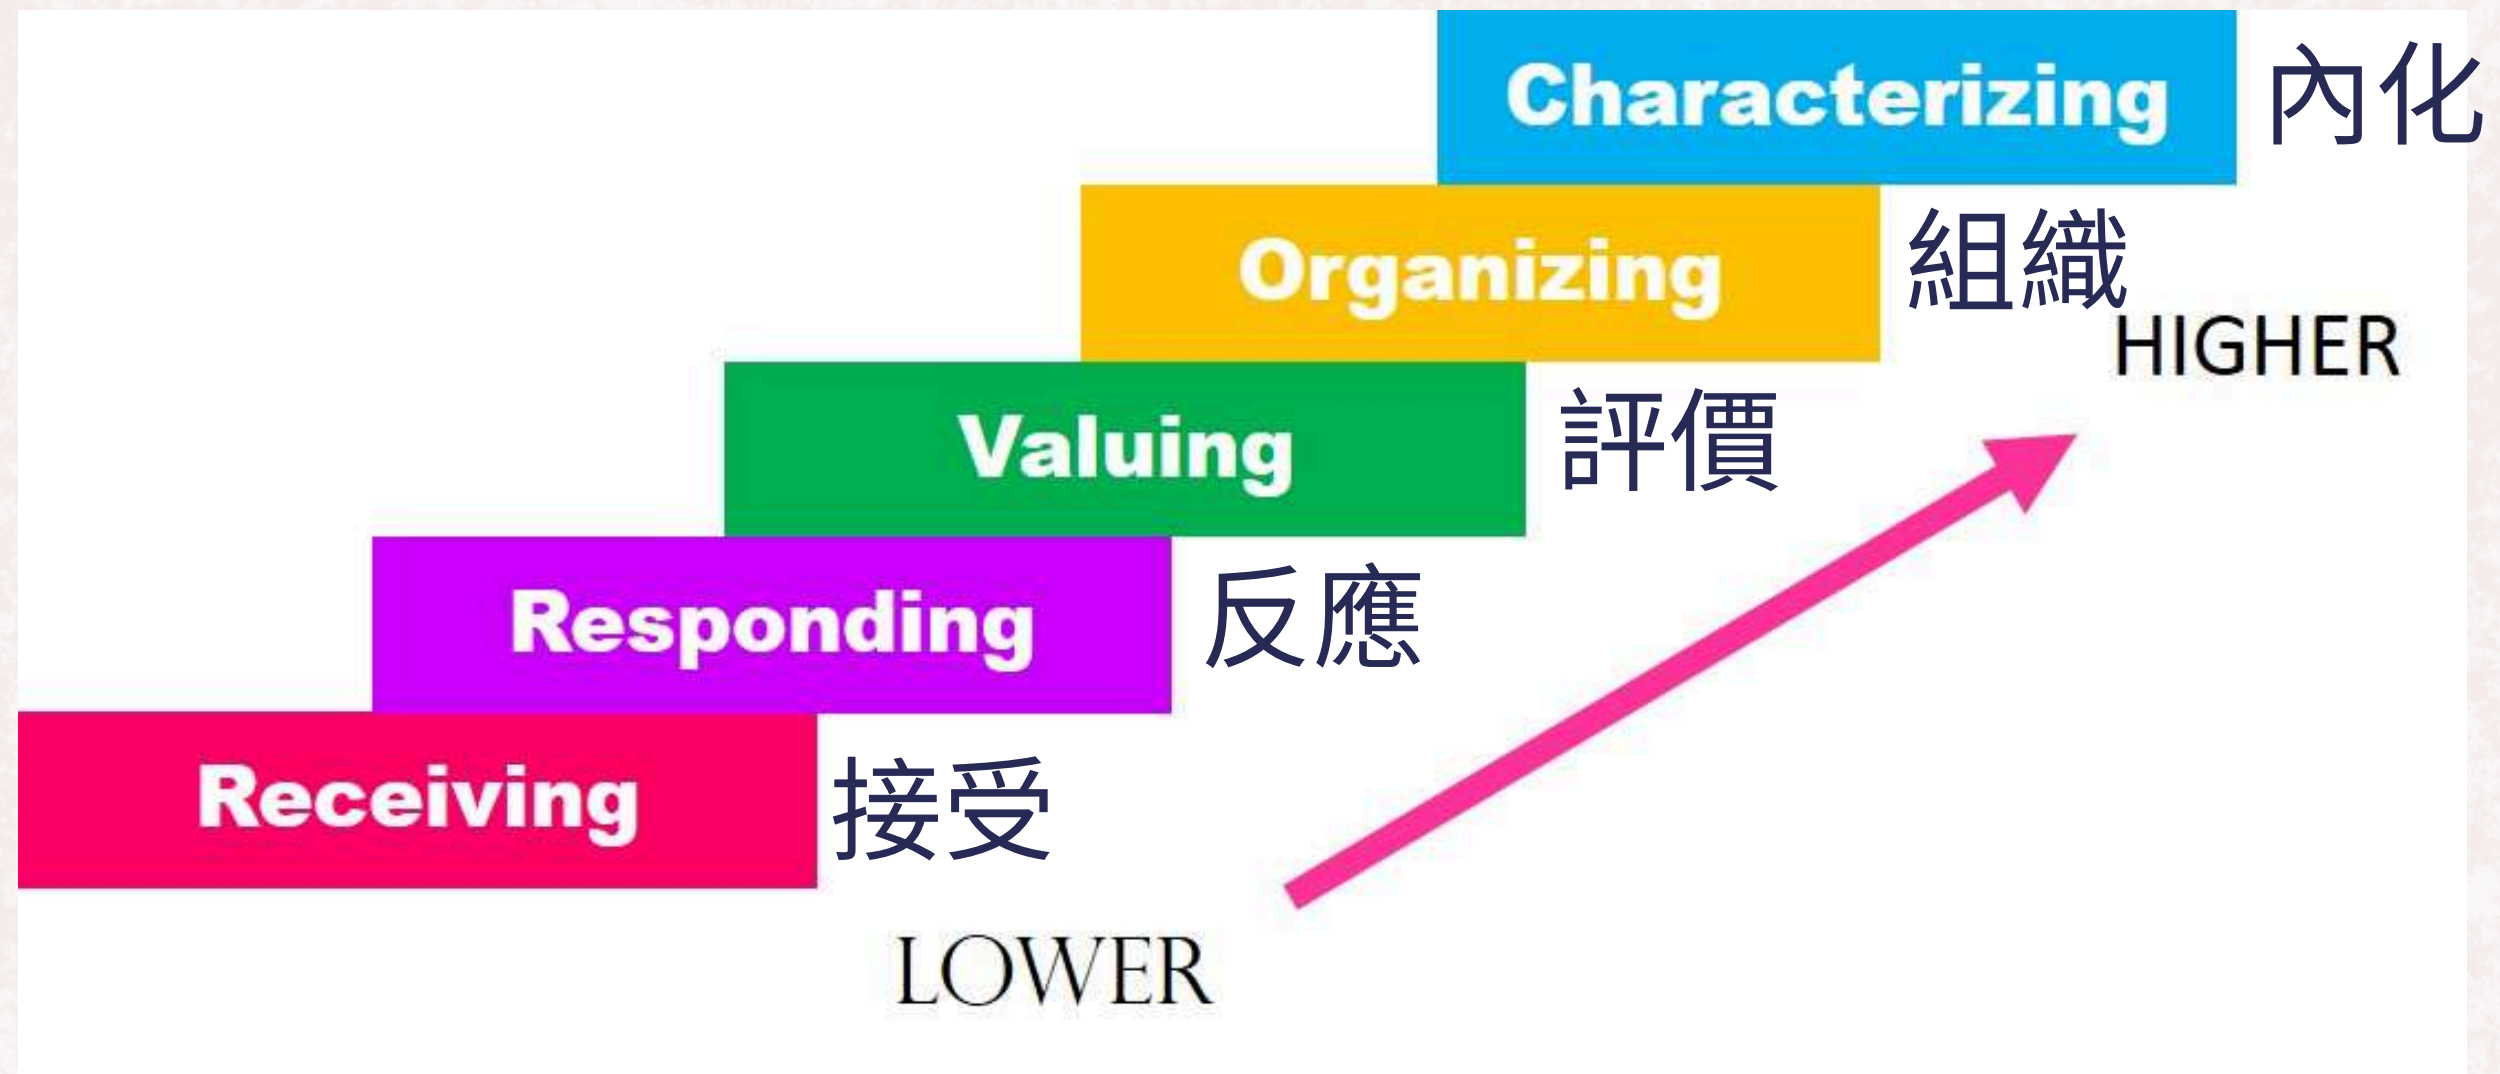 Characterizing 內化
Organizing 組織
HIGHER
Valuing 評價
Responding 反應
Receiving 接受
LOWER